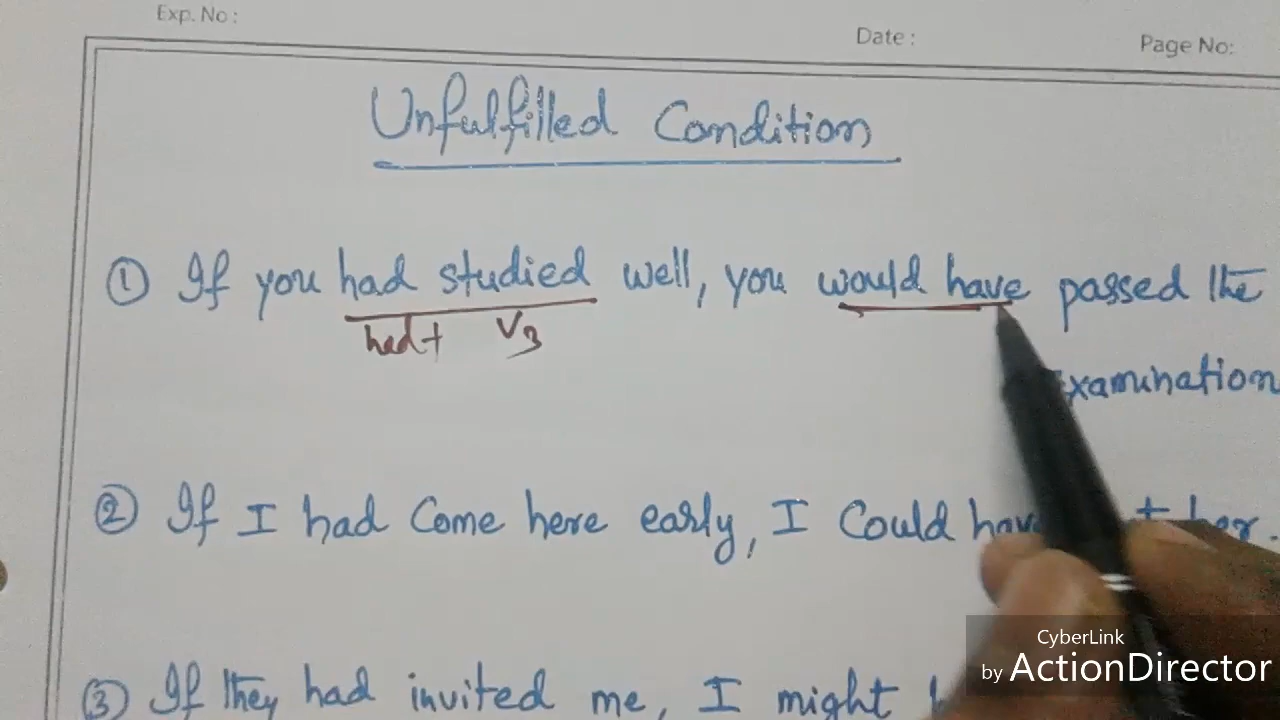 Exp. No :
Date :
Page No:
Unfulfilled Condition
① If you had studied well, you would have passed the
had + V3
Examination
② If I had Come here early, I Could have her.
③ If they had invited me, I might
CyberLink
by ActionDirector